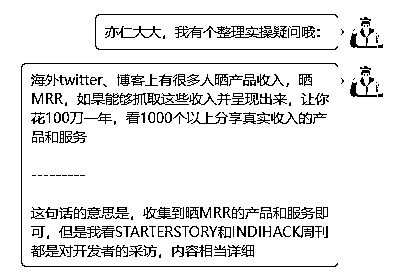 亦仁大大，我有个整理实操疑问哦：
海外twitter、博客上有很多人晒产品收入，晒
MRR，如果能够抓取这些收入并呈现出来，让你
花100万一年，看1000个以上分享真实收入的产
品和服务
---------
这句话的意思是，收集到晒MRR的产品和服务即
可，但是我看STARTERSTORY和INDIHACK周刊
都是对开发者的采访，内容相当详细